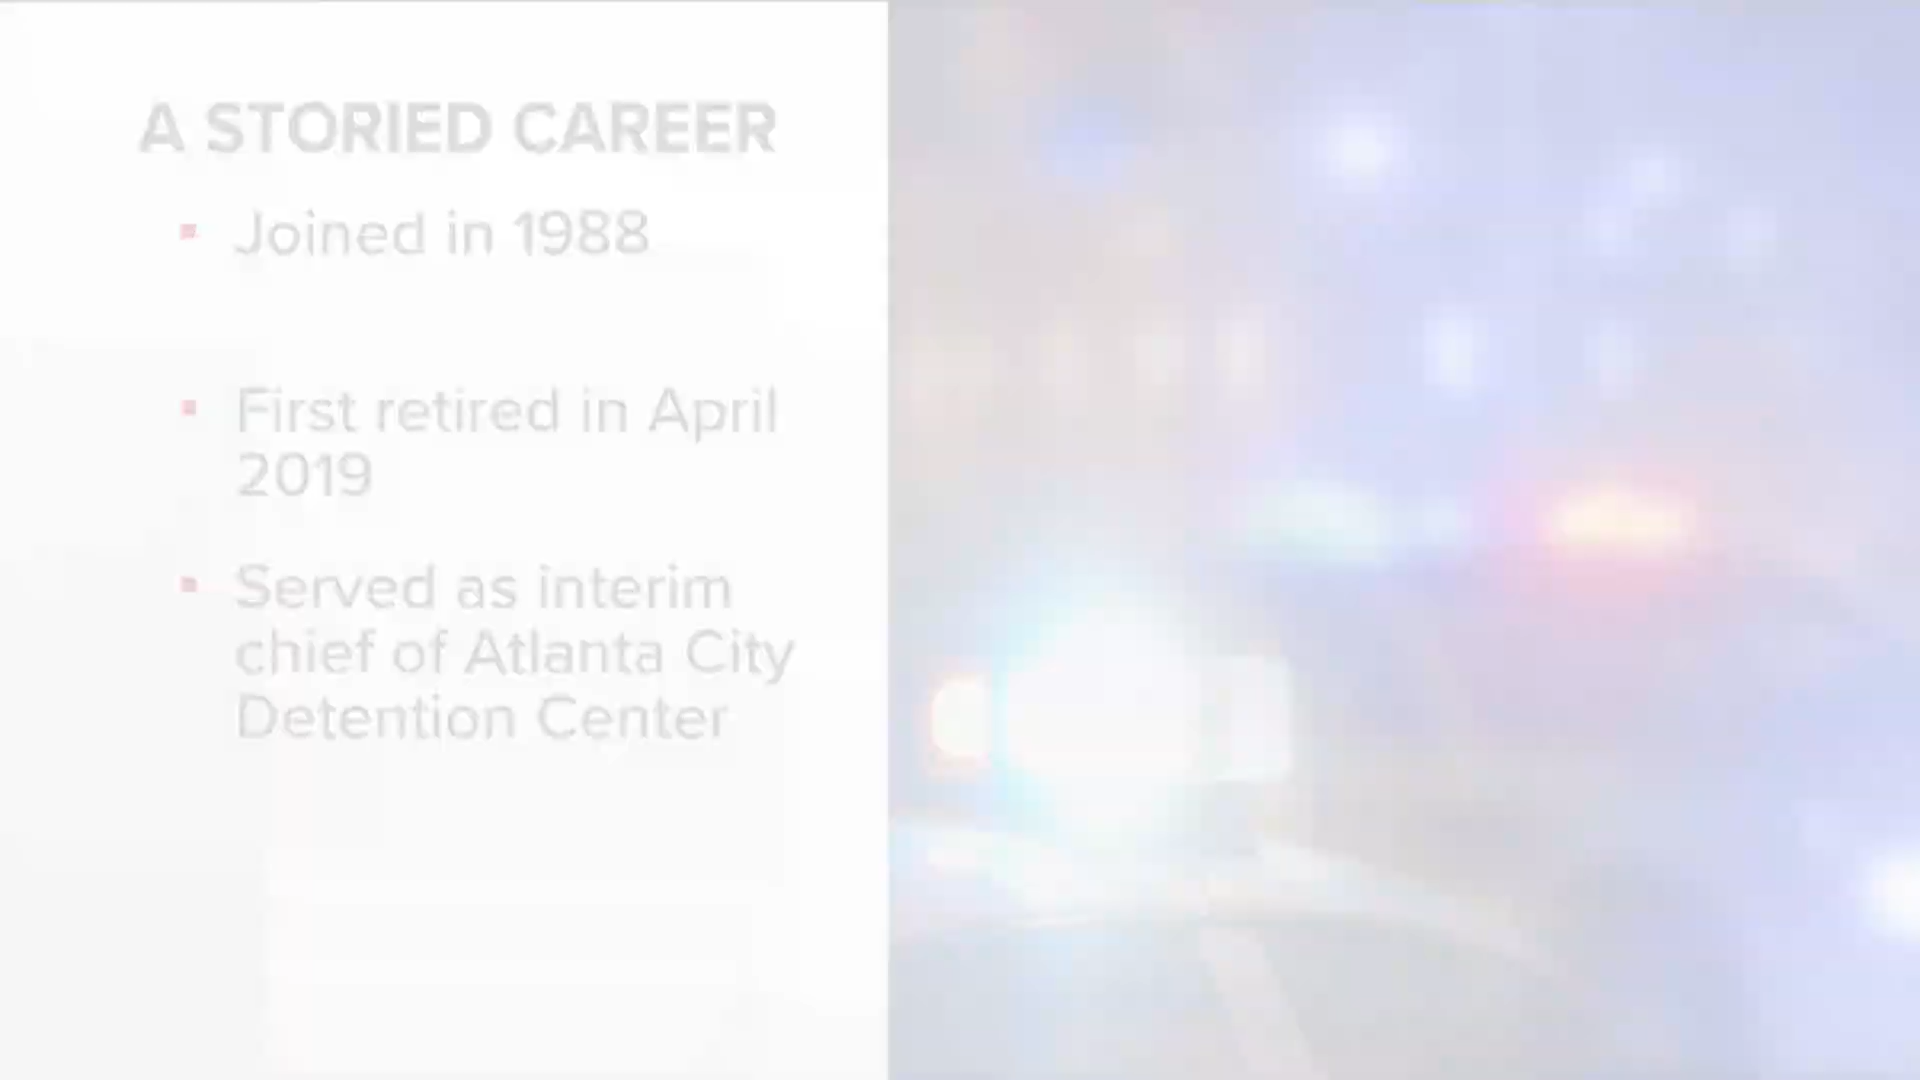 A STORIED CAREER
Joined in 1988
First retired in April
2019
Served as interim
chief of Atlanta City
Detention Center